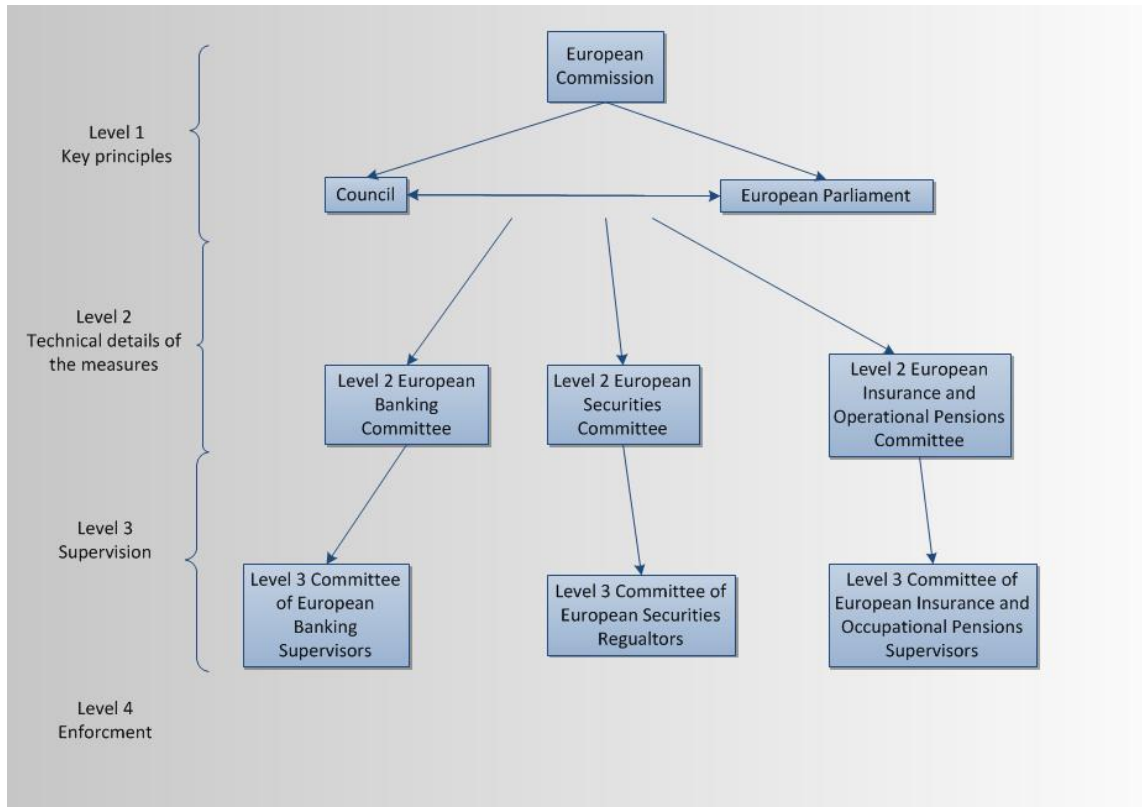 European
Commission
Level 1
Key principles
Council
European Parliament
Level 2
Technical details of
the measures
Level 2 European
Banking
Committee
Level 2 European
Securities
Committee
Level 2 European
Insurance and
Operational Pensions
Committee
Level 3
Supervision
Level 3 Committee
of European
Banking
Supervisors
Level 3 Committee of
European Securities
Regualtors
Level 3 Committee of
European Insurance and
Occupational Pensions
Supervisors
Level 4
Enforcment